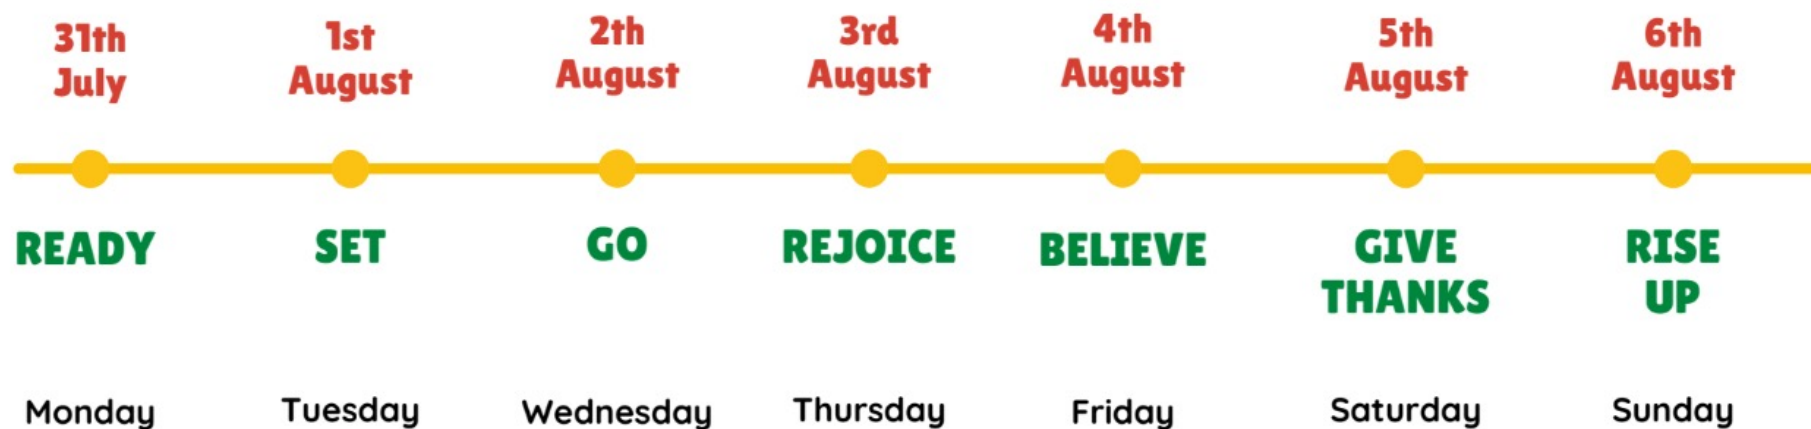 31th
July
1st
August
2th
August
3rd
August
4th
August
5th
August
6th
August
READY
SET
GO
REJOICE
BELIEVE
GIVE
THANKS
RISE
UP
Monday
Tuesday
Wednesday
Thursday
Friday
Saturday
Sunday